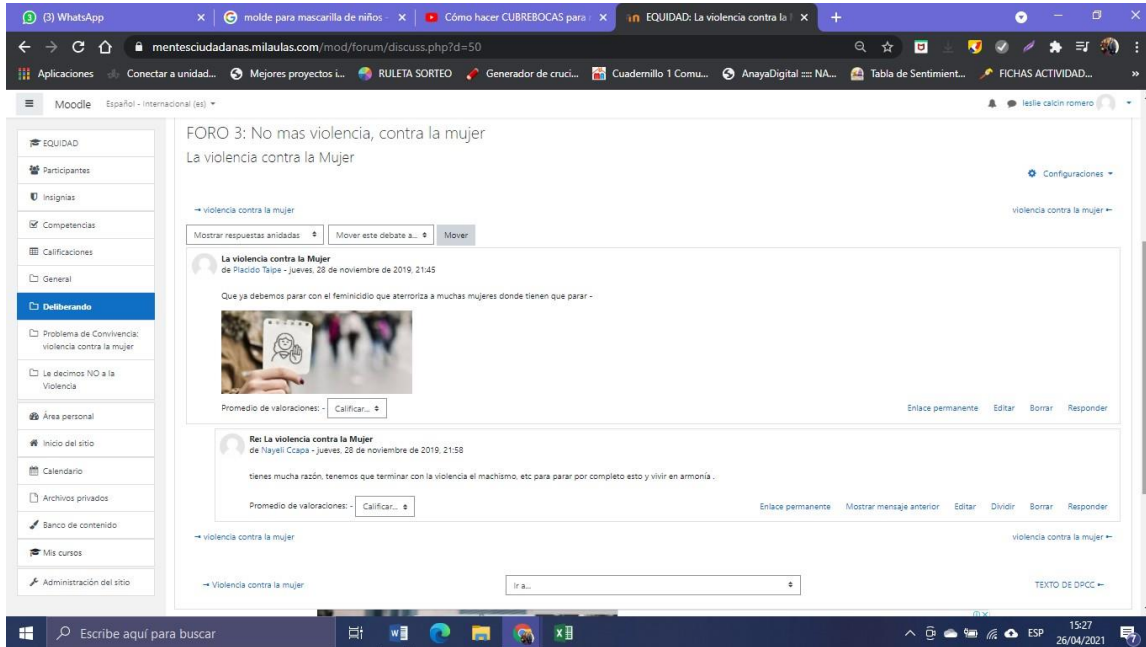 (3) WhatsApp
molde para mascarilla de niños -
Cómo hacer CUBREBOCAS para
EQUIDAD: La violencia contra la
mentesciudadanas.milaulas.com/mod/forum/discuss.php?d=50
Aplicaciones
Conectar a unidad...
Mejores proyectos i...
RULETA SORTEO
Generador de cruci...
Cuadernillo 1 Comu...
AnayaDigital ::::: NA...
Tabla de Sentimient...
FICHAS ACTIVIDAD...
Moodle
Español - Internacional (es)
leslie calcin romero
EQUIDAD
Participantes
Insignias
Competencias
Calificaciones
General
Deliberando
Problema de Convivencia:
violencia contra la mujer
Le decimos NO a la
Violencia
Área personal
Inicio del sitio
Calendario
Archivos privados
Banco de contenido
Mis cursos
Administración del sitio
FORO 3: No mas violencia, contra la mujer
La violencia contra la Mujer
Configuraciones
violencia contra la mujer
violencia contra la mujer
Mostrar respuestas anidadas
Mover este debate a...
Mover
La violencia contra la Mujer
de Placido Taipe - jueves, 28 de noviembre de 2019, 21:45
Que ya debemos parar con el feminicidio que aterroriza a muchas mujeres donde tienen que parar -
Promedio de valoraciones: -
Calificar...
Enlace permanente
Editar
Borrar
Responder
Re: La violencia contra la Mujer
de Nayeli Ccapa - jueves, 28 de noviembre de 2019, 21:58
tienes mucha razón, tenemos que terminar con la violencia el machismo, etc para parar por completo esto y vivir en armonía .
Promedio de valoraciones: -
Calificar...
Enlace permanente
Mostrar mensaje anterior
Editar
Dividir
Borrar
Responder
violencia contra la mujer
violencia contra la mujer
Violencia contra la mujer
Ir a...
TEXTO DE DPCC
Escribe aquí para buscar
ESP
15:27
26/04/2021